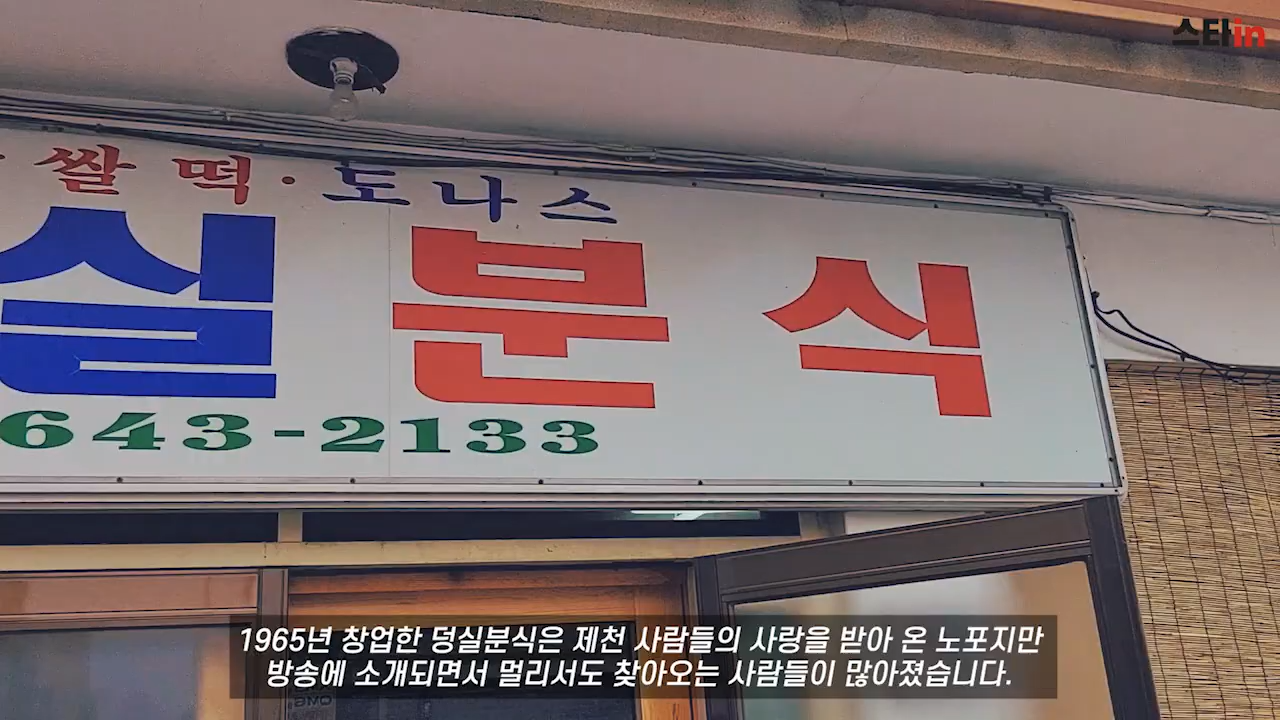 스타in
쌀떡·도나스
실분식
643-2133
1965년 창업한 덩실분식은 제천 사람들의 사랑을 받아 온 노포지만
방송에 소개되면서 멀리서도 찾아오는 사람들이 많아졌습니다.